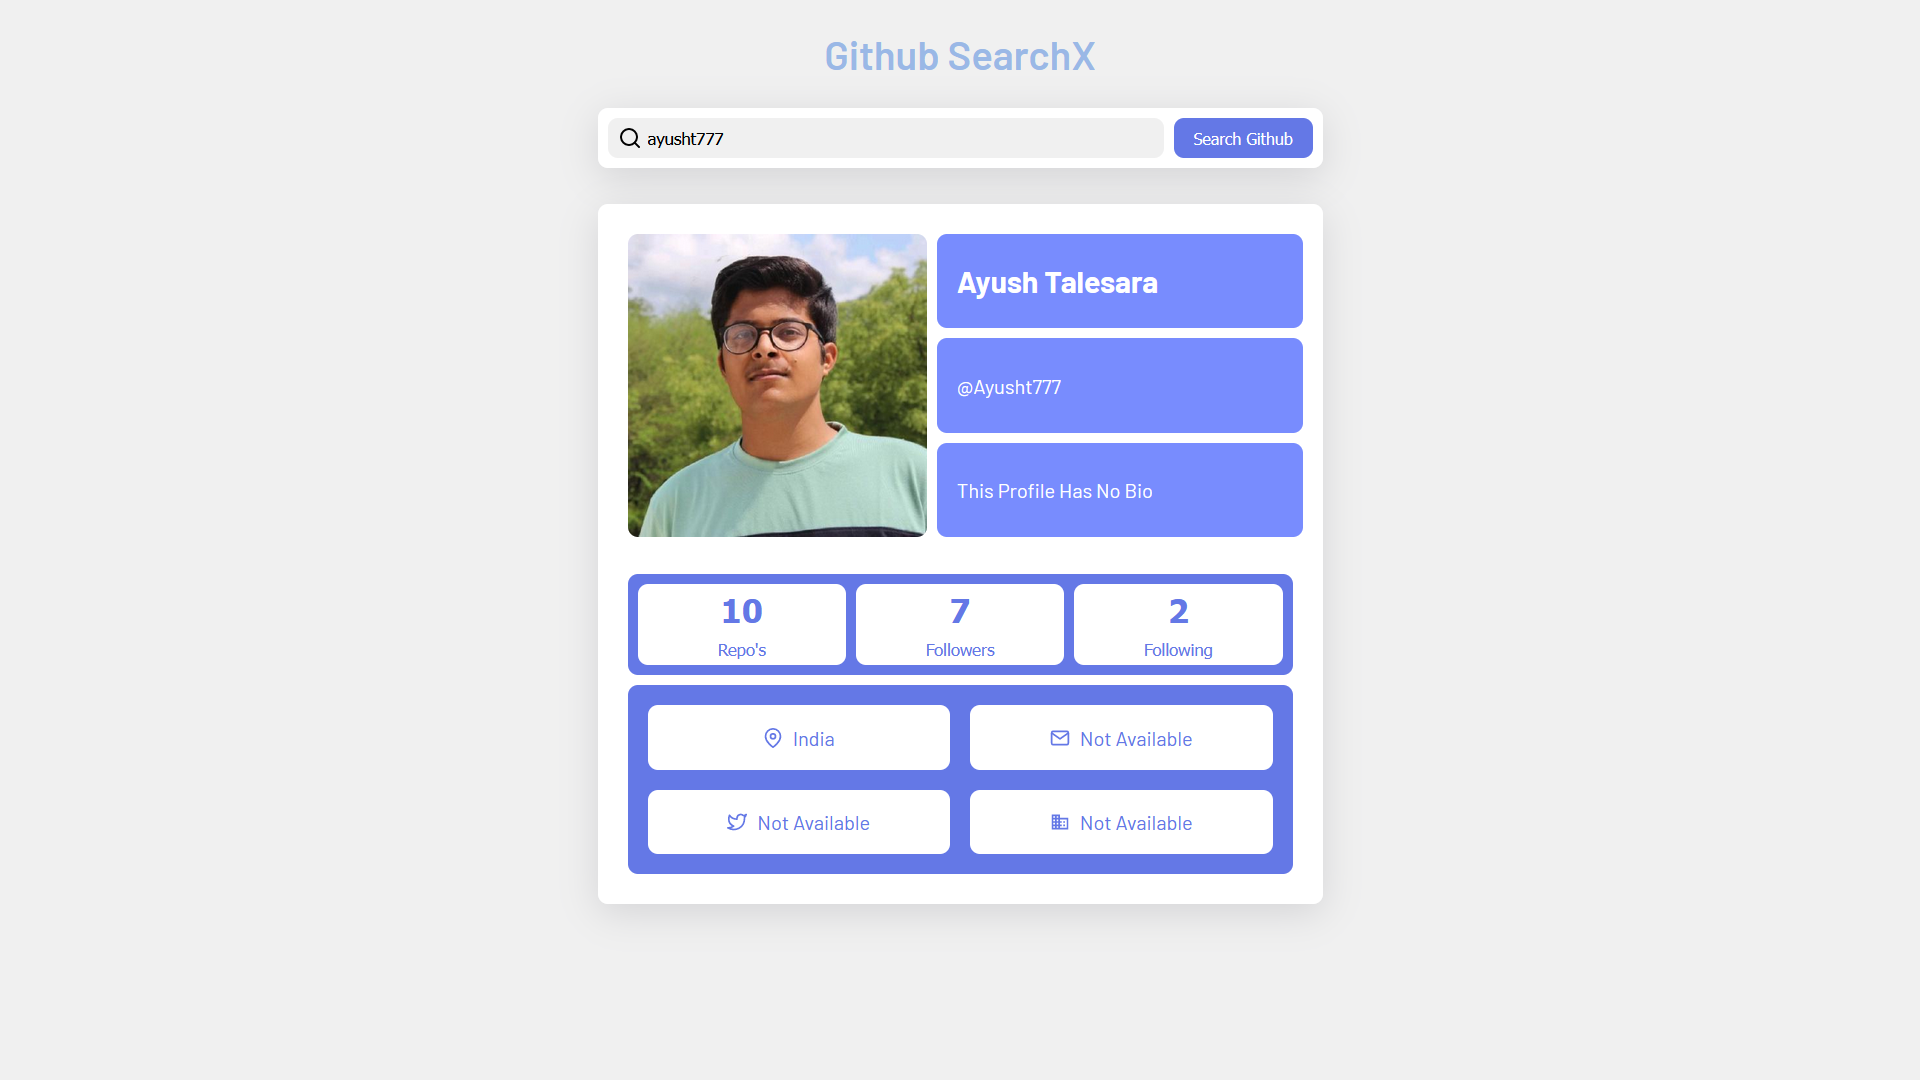 Github SearchX
ayusht777
Search Github
Ayush Talesara
@Ayusht777
This Profile Has No Bio
10
Repo's
7
Followers
2
Following
India
Not Available
Not Available
Not Available